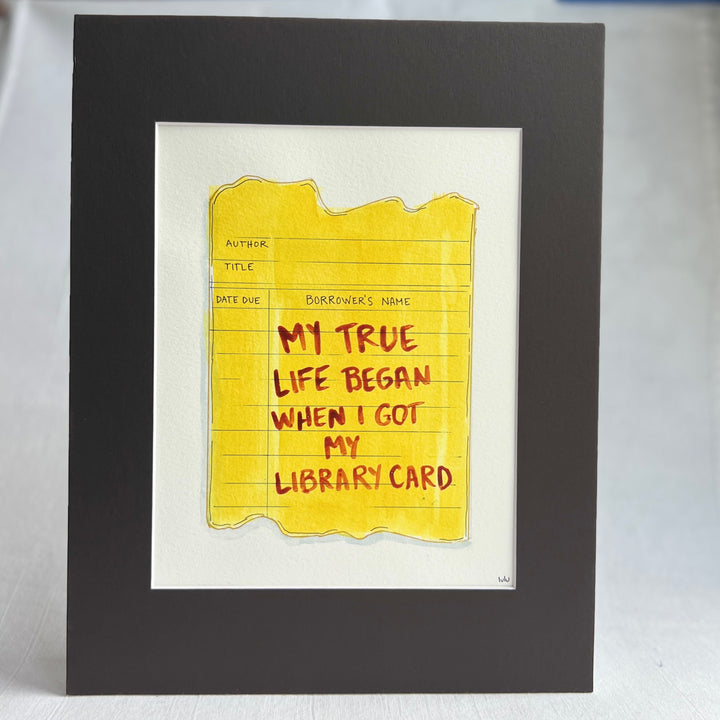 AUTHOR
TITLE
DATE DUE BORROWER'S NAME
MY TRUE
LIFE BEGAN
WHEN I GOT
MY
LIBRARY CARD